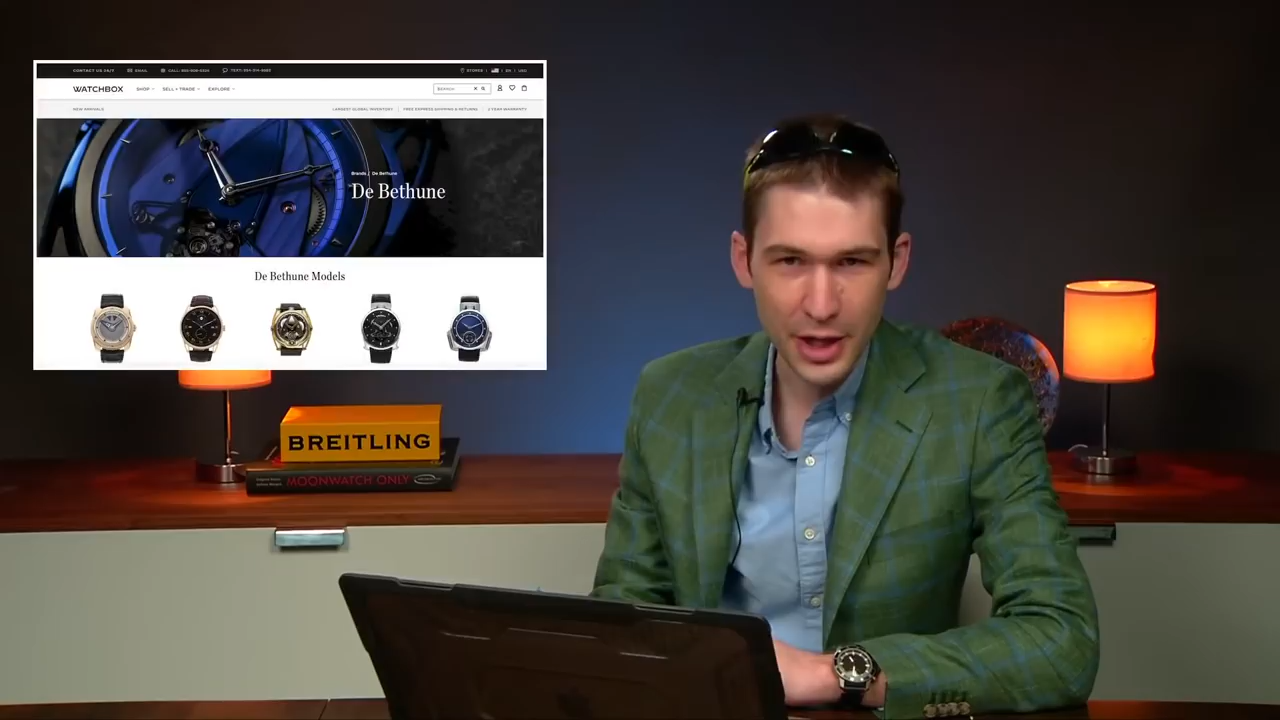 CONTACT US 24/7 EMAIL
WATCHBOX SHOP SELL + TRADE EXPLORE SEARCH
NEW ARRIVALS LARGEST GLOBAL INVENTORY FREE EXPRESS SHIPPING & RETURNS 2 YEAR WARRANTY
Brands / De Bethune
De Bethune
De Bethune Models
BREITLING
MOONWATCH ONLY